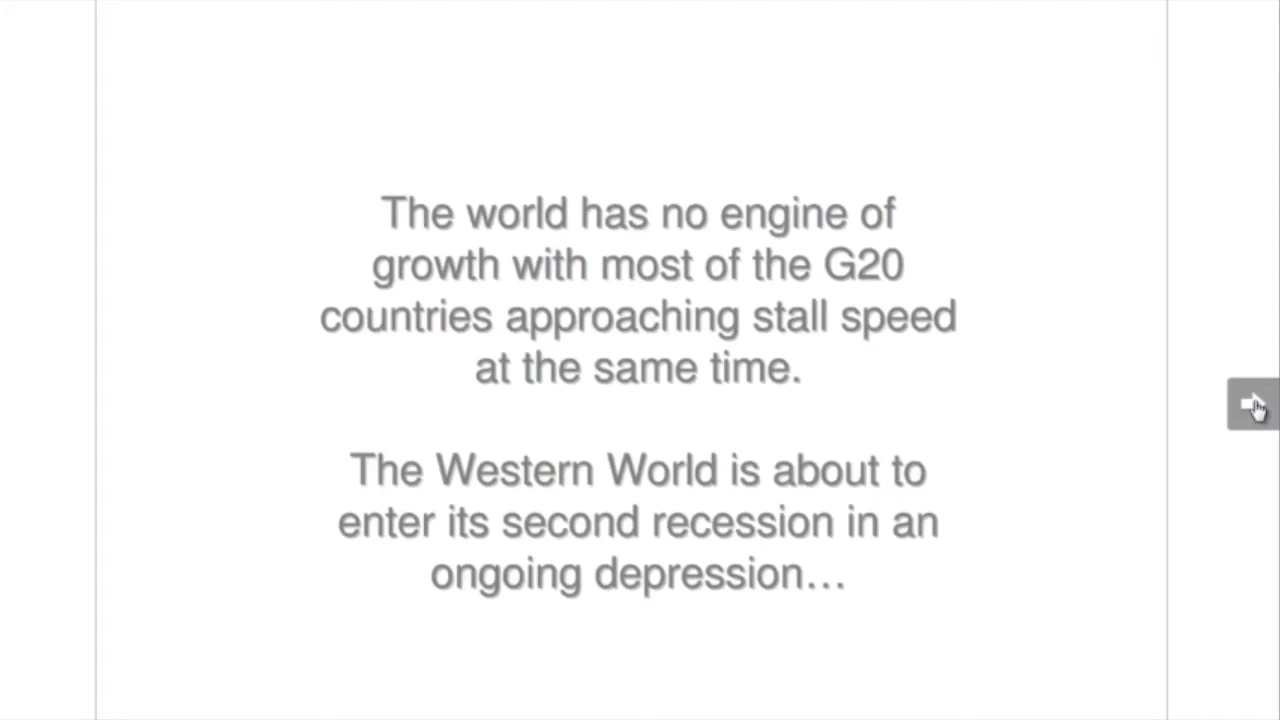 The world has no engine of
growth with most of the G20
countries approaching stall speed
at the same time.
The Western World is about to
enter its second recession in an
ongoing depression…